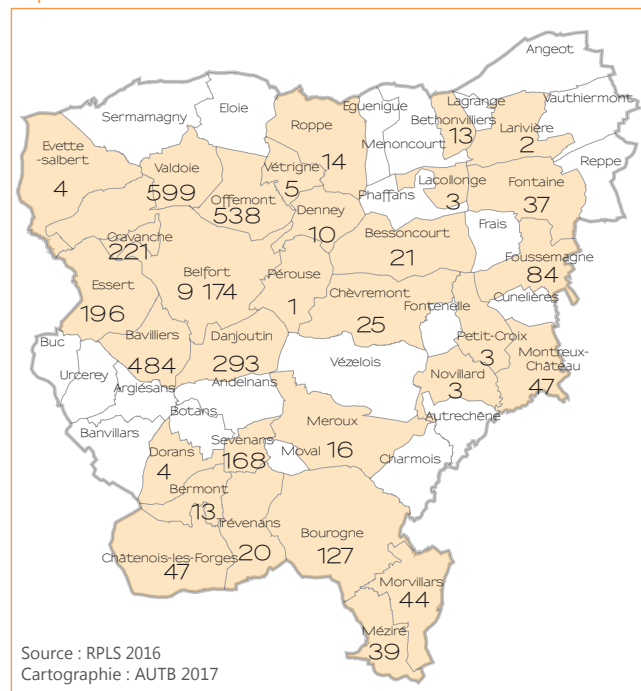 Angeot
Eloie
Sermamagny
Eguenigue
Lagrange
Vauthiermont
Roppe
14
Bethonvilliers
13
Larivière
2
Menoncourt
Evette
-salbert
4
Valdoie
599
Vétrigne
5
Reppe
Offemont
538
Phaffans
Lacollonge
3
Fontaine
37
Denney
10
Cravanche
221
Bessoncourt
21
Frais
Foussemagne
84
Essert
196
Belfort
9 174
Pérouse
1
Chèvremont
25
Fontenelle
Cunelières
Buc
Bavilliers
484
Danjoutin
293
Vézelois
Petit-Croix
3
Montreux-
Château
47
Urcerey
Argiésans
Andelnans
Novillard
3
Botans
Autrechêne
Banvillars
Meroux
16
Sevenans
168
Moval
Charmois
Dorans
4
Bermont
13
Trévenans
20
Bourogne
127
Châtenois-les-Forges
47
Morvillars
44
Méziré
39
Source : RPLS 2016
Cartographie : AUTB 2017